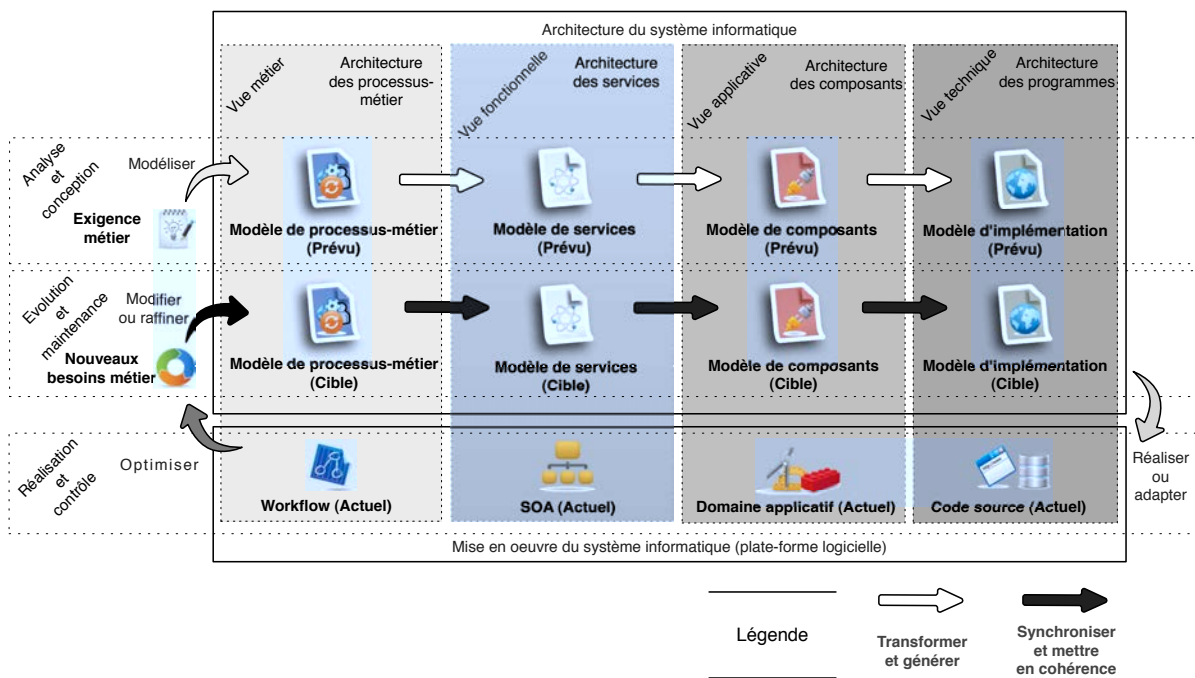 Architecture du système informatique
Vue métier
Architecture
des processus-
métier
Vue fonctionnelle
Architecture
des services
Vue applicative
Architecture
des composants
Vue technique
Architecture
des programmes
Analyse
et
conception
Modéliser
Exigence
métier
Modèle de processus-métier
(Prévu)
Modèle de services
(Prévu)
Modèle de composants
(Prévu)
Modèle d'implémentation
(Prévu)
Evolution
et
maintenance
Modifier
ou raffiner
Nouveaux
besoins métier
Modèle de processus-métier
(Cible)
Modèle de services
(Cible)
Modèle de composants
(Cible)
Modèle d'implémentation
(Cible)
Réalisation
et
contrôle
Optimiser
Workflow (Actuel)
SOA (Actuel)
Domaine applicatif (Actuel)
Code source (Actuel)
Réaliser
ou
adapter
Mise en oeuvre du système informatique (plate-forme logicielle)
Légende
Transformer
et générer
Synchroniser
et mettre
en cohérence